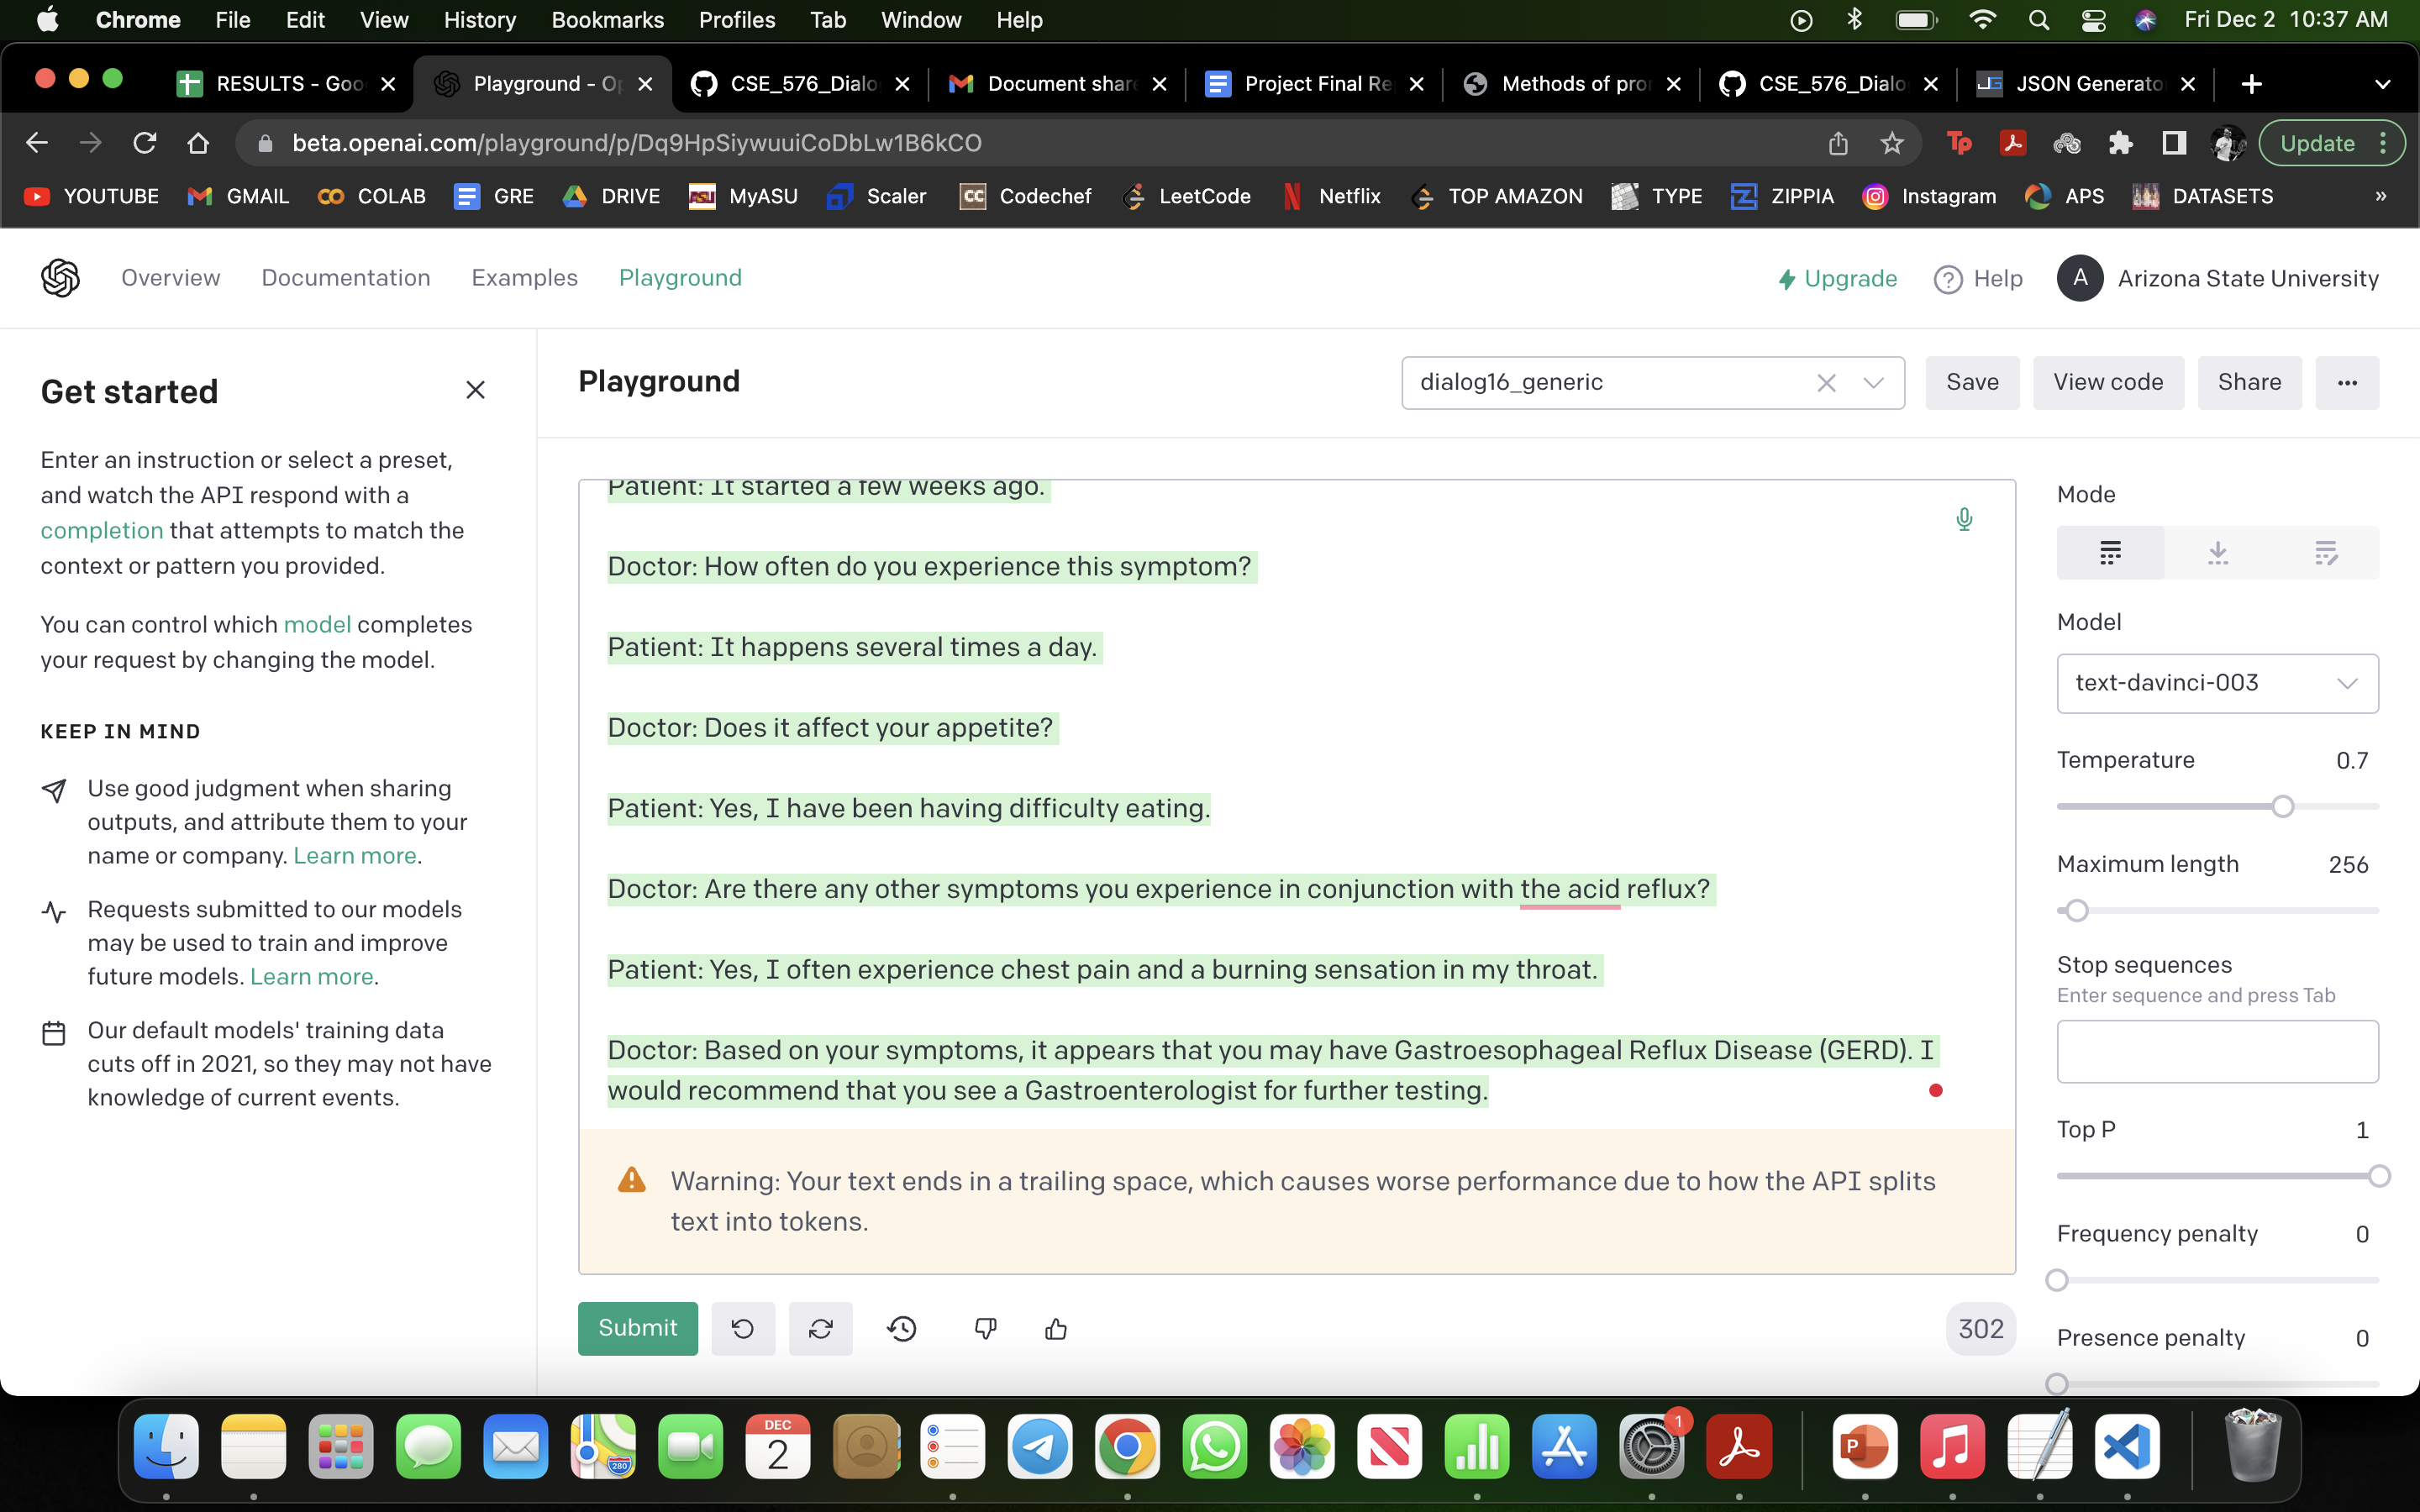 Chrome File Edit View History Bookmarks Profiles Tab Window Help Fri Dec 2 10:37 AM
RESULTS - Goo Playground - Op CSE_576_Dialo Document share Project Final Re Methods of pro CSE_576_Dialo JG JSON Generato
beta.openai.com/playground/p/Dq9HpSiywuuiCoDbLw1B6kCO Tp Update
YOUTUBE GMAIL COLAB GRE DRIVE MyASU Scaler CC Codechef LeetCode Netflix TOP AMAZON TYPE ZIPPIA Instagram APS DATASETS »
Overview Documentation Examples Playground Upgrade Help A Arizona State University
Get started
Enter an instruction or select a preset,
and watch the API respond with a
completion that attempts to match the
context or pattern you provided.
You can control which model completes
your request by changing the model.
KEEP IN MIND
Use good judgment when sharing
outputs, and attribute them to your
name or company. Learn more.
Requests submitted to our models
may be used to train and improve
future models. Learn more.
Our default models' training data
cuts off in 2021, so they may not have
knowledge of current events.
Playground dialog16_generic Save View code Share ...
Patient: It started a few weeks ago.
Doctor: How often do you experience this symptom?
Patient: It happens several times a day.
Doctor: Does it affect your appetite?
Patient: Yes, I have been having difficulty eating.
Doctor: Are there any other symptoms you experience in conjunction with the acid reflux?
Patient: Yes, I often experience chest pain and a burning sensation in my throat.
Doctor: Based on your symptoms, it appears that you may have Gastroesophageal Reflux Disease (GERD). I
would recommend that you see a Gastroenterologist for further testing.
Warning: Your text ends in a trailing space, which causes worse performance due to how the API splits
text into tokens.
Submit 302
Mode
Model
text-davinci-003
Temperature 0.7
Maximum length 256
Stop sequences
Enter sequence and press Tab
Top P 1
Frequency penalty 0
Presence penalty 0
280 DEC 2 1 P